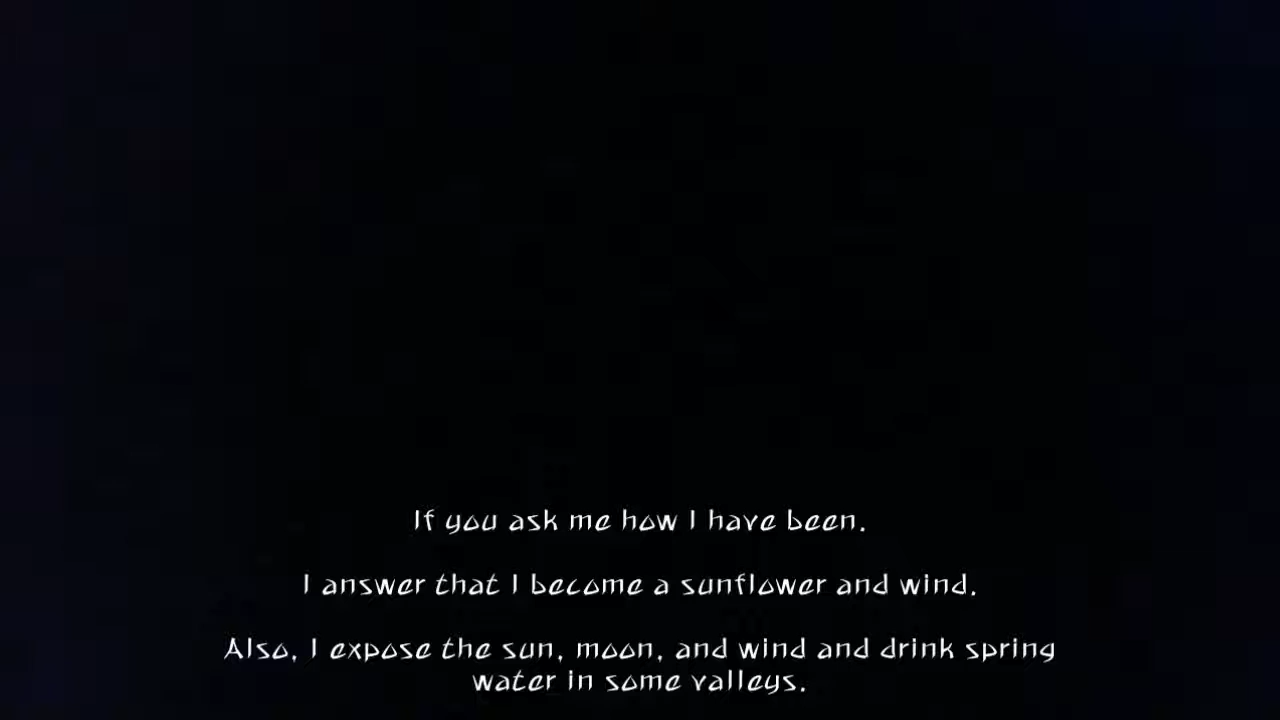 If you ask me how I have been.
I answer that I become a sunflower and wind.
Also, I expose the sun, moon, and wind and drink spring
water in some valleys.